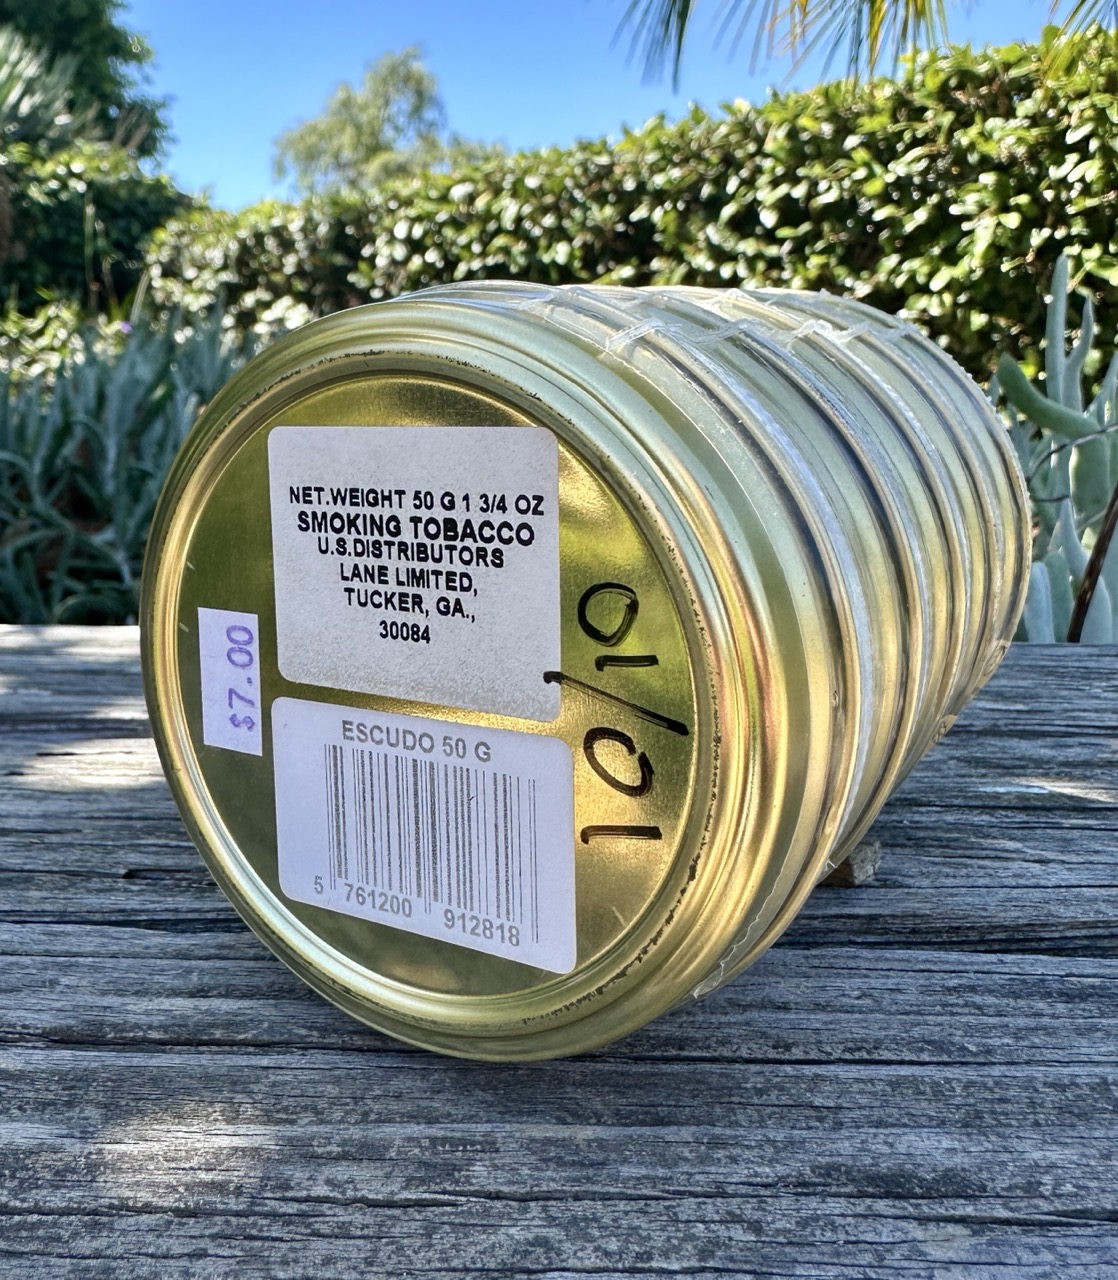 NET.WEIGHT 50 G 1 3/4 OZ
SMOKING TOBACCO
U.S.DISTRIBUTORS
LANE LIMITED,
TUCKER, GA.,
30084
$7.00
10/10
ESCUDO 50 G
5 761200 912818